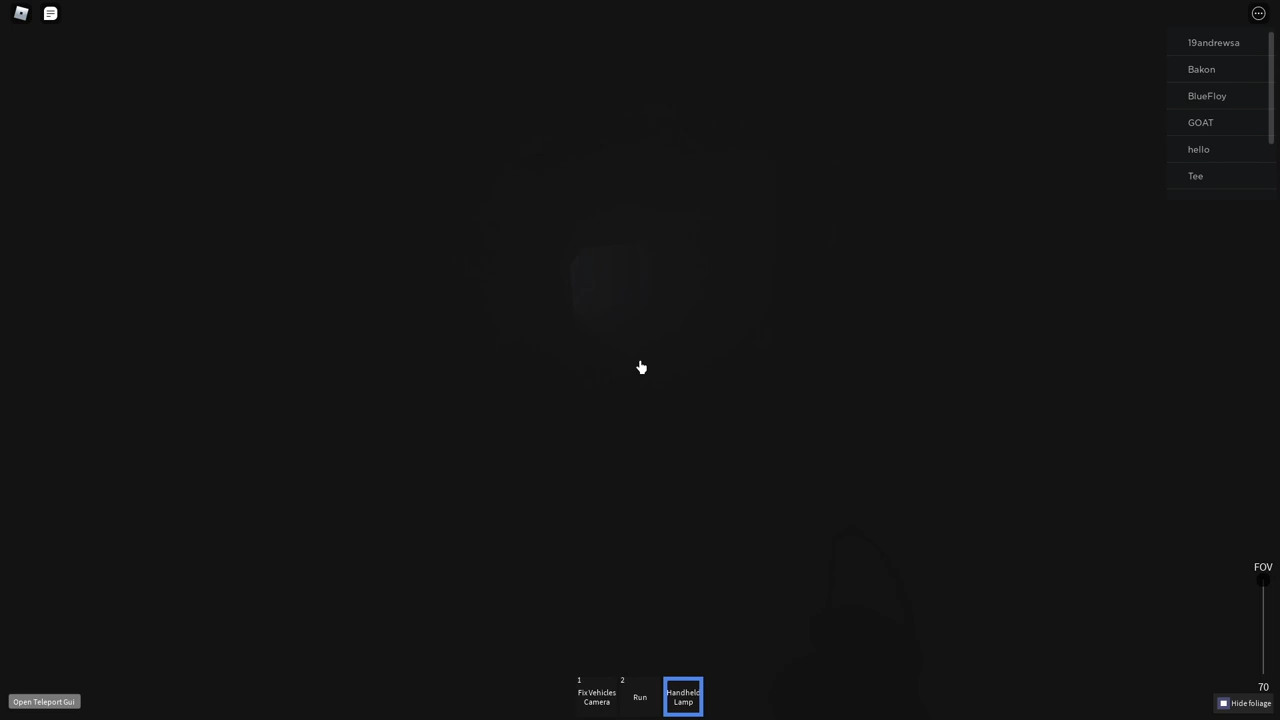 19andrewsa
Bakon
BlueFloy
GOAT
hello
Tee
FOV
70
Hide foliage
Open Teleport Gui
1
Fix Vehicles
Camera
2
Run
Handheld
Lamp